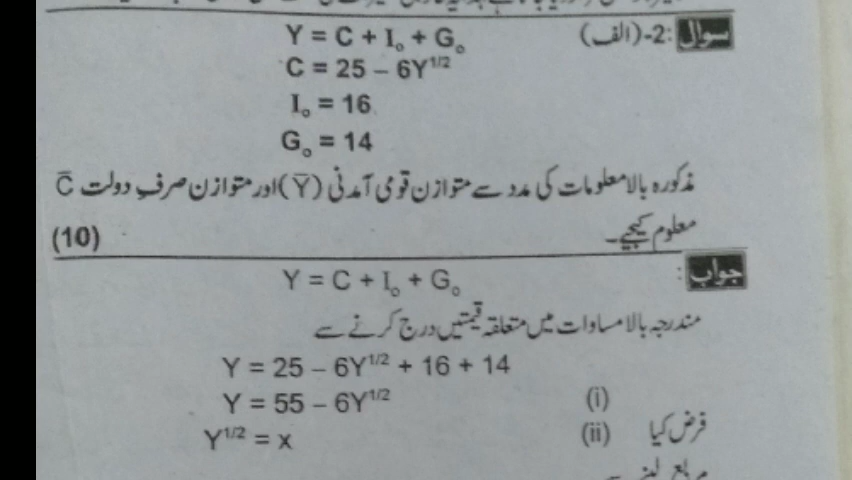 سوال :2-(الف) Y = C + I₀ + G₀
C = 25 – 6Y^1/2
I₀ = 16
G₀ = 14
مذکورہ بالا معلومات کی مدد سے متوازن قومی آمدنی (Ȳ) اور متوازن صرفِ دولت C̄
معلوم کیجیے۔ (10)
جواب :
Y = C + I₀ + G₀
مندرجہ بالا مساوات میں متعلقہ قیمتیں درج کرنے سے
Y = 25 – 6Y^1/2 + 16 + 14
Y = 55 – 6Y^1/2 (i)
فرض کیا (ii) Y^1/2 = x